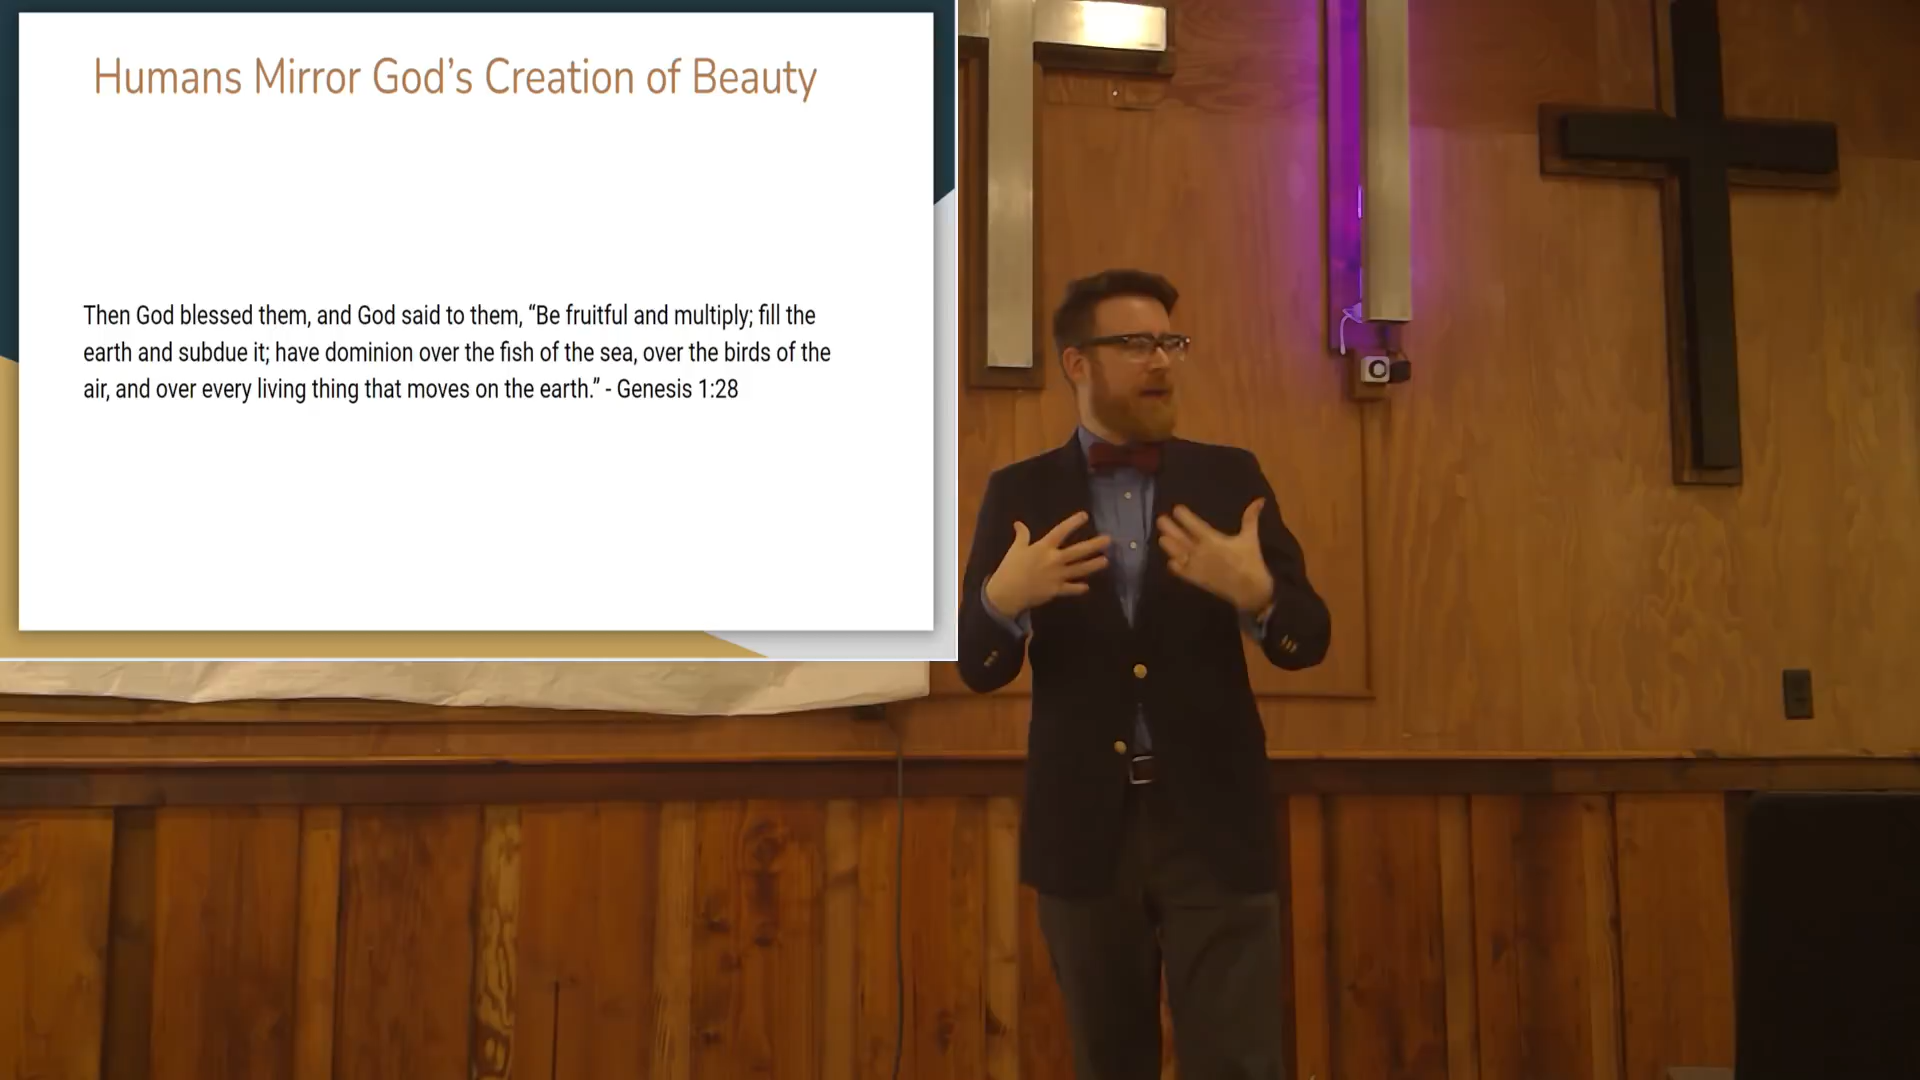 Humans Mirror God’s Creation of Beauty
Then God blessed them, and God said to them, “Be fruitful and multiply; fill the
earth and subdue it; have dominion over the fish of the sea, over the birds of the
air, and over every living thing that moves on the earth.” - Genesis 1:28